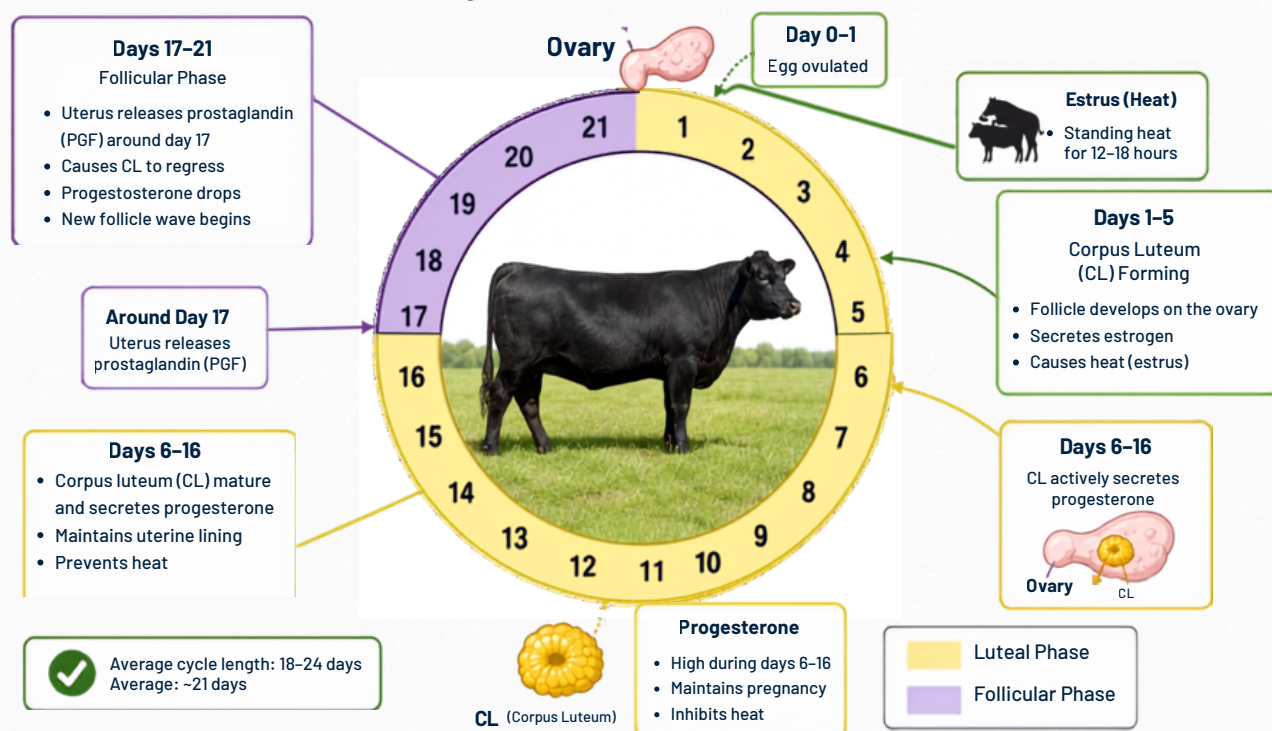 Days 17–21
Follicular Phase
• Uterus releases prostaglandin
(PGF) around day 17
• Causes CL to regress
• Progestosterone drops
• New follicle wave begins
Ovary
Day 0–1
Egg ovulated
Estrus (Heat)
• Standing heat
for 12–18 hours
Days 1–5
Corpus Luteum
(CL) Forming
• Follicle develops on the ovary
• Secretes estrogen
• Causes heat (estrus)
Around Day 17
Uterus releases
prostaglandin (PGF)
Days 6–16
• Corpus luteum (CL) mature
and secretes progesterone
• Maintains uterine lining
• Prevents heat
Days 6–16
CL actively secretes
progesterone
Ovary
CL
1
2
3
4
5
6
7
8
9
10
11
12
13
14
15
16
17
18
19
20
21
Average cycle length: 18–24 days
Average: ~21 days
CL (Corpus Luteum)
Progesterone
• High during days 6–16
• Maintains pregnancy
• Inhibits heat
Luteal Phase
Follicular Phase